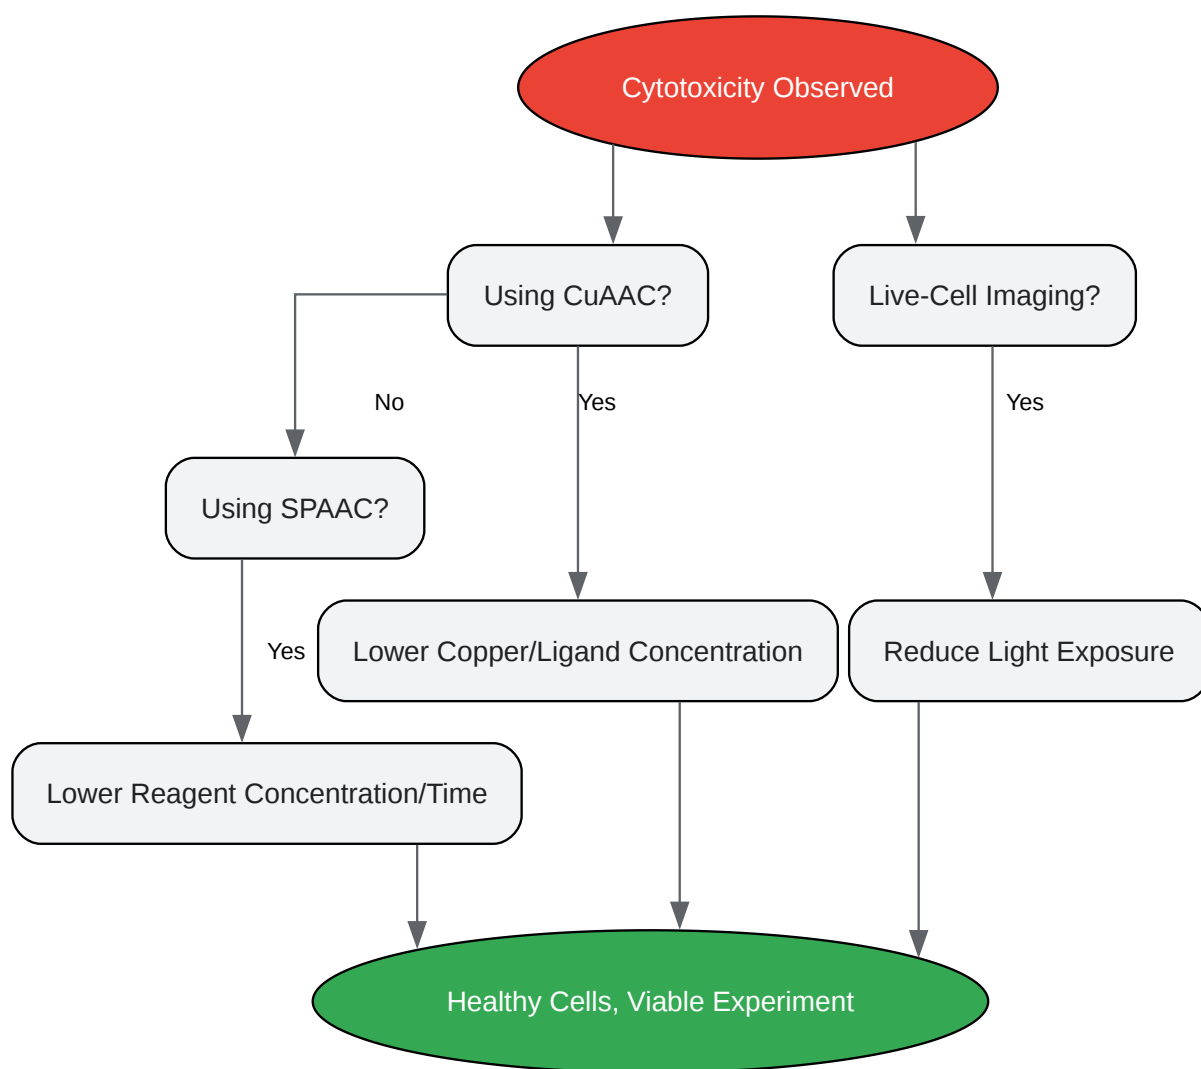 Cytotoxicity Observed
Using CuAAC?
Live-Cell Imaging?
No
Yes
Yes
Using SPAAC?
Yes
Lower Copper/Ligand Concentration
Reduce Light Exposure
Lower Reagent Concentration/Time
Healthy Cells, Viable Experiment